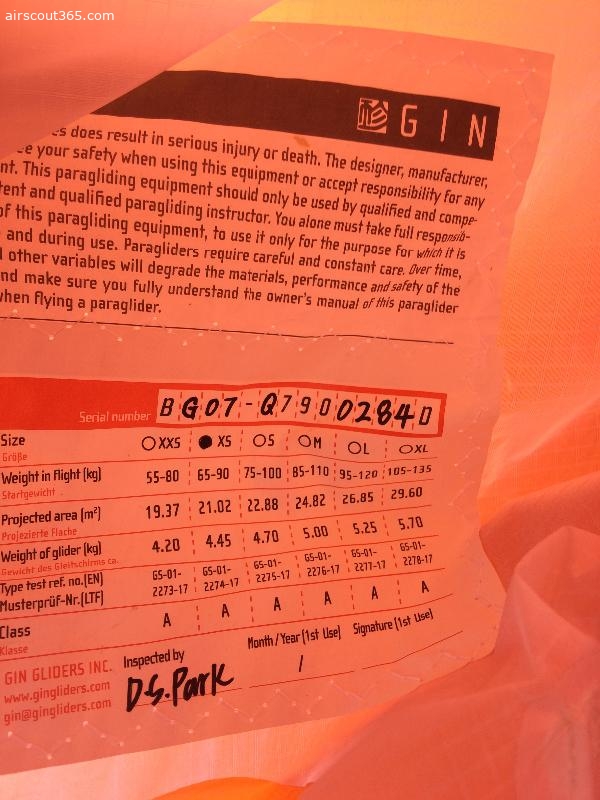 airscout365.com
GIN
es does result in serious injury or death. The designer, manufacturer,
e your safety when using this equipment or accept responsibility for any
nt. This paragliding equipment should only be used by qualified and compe-
tent and qualified paragliding instructor. You alone must take full responsib-
of this paragliding equipment, to use it only for the purpose for which it is
and during use. Paragliders require careful and constant care. Over time,
l other variables will degrade the materials, performance and safety of the
nd make sure you fully understand the owner's manual of this paraglider
when flying a paraglider.
Serial number BG07-Q79002840
Size XXS XS S M L XL
Größe
Weight in flight (kg) 55-80 65-90 75-100 85-110 95-120 105-135
Startgewicht
Projected area (m²) 19.37 21.02 22.88 24.82 26.85 29.60
Projezierte Fläche
Weight of glider (kg) 4.20 4.45 4.70 5.00 5.25 5.70
Gewicht des Gleitschirms ca.
Type test ref. no.(EN) GS-01- GS-01- GS-01- GS-01- GS-01- GS-01-
Musterprüf-Nr.(LTF) 2273-17 2274-17 2275-17 2276-17 2277-17 2278-17
Class A A A A A A
Klasse
GIN GLIDERS INC. Inspected by Month / Year (1st Use) Signature (1st Use)
www.gingliders.com D.S.Park /
gin@gingliders.com